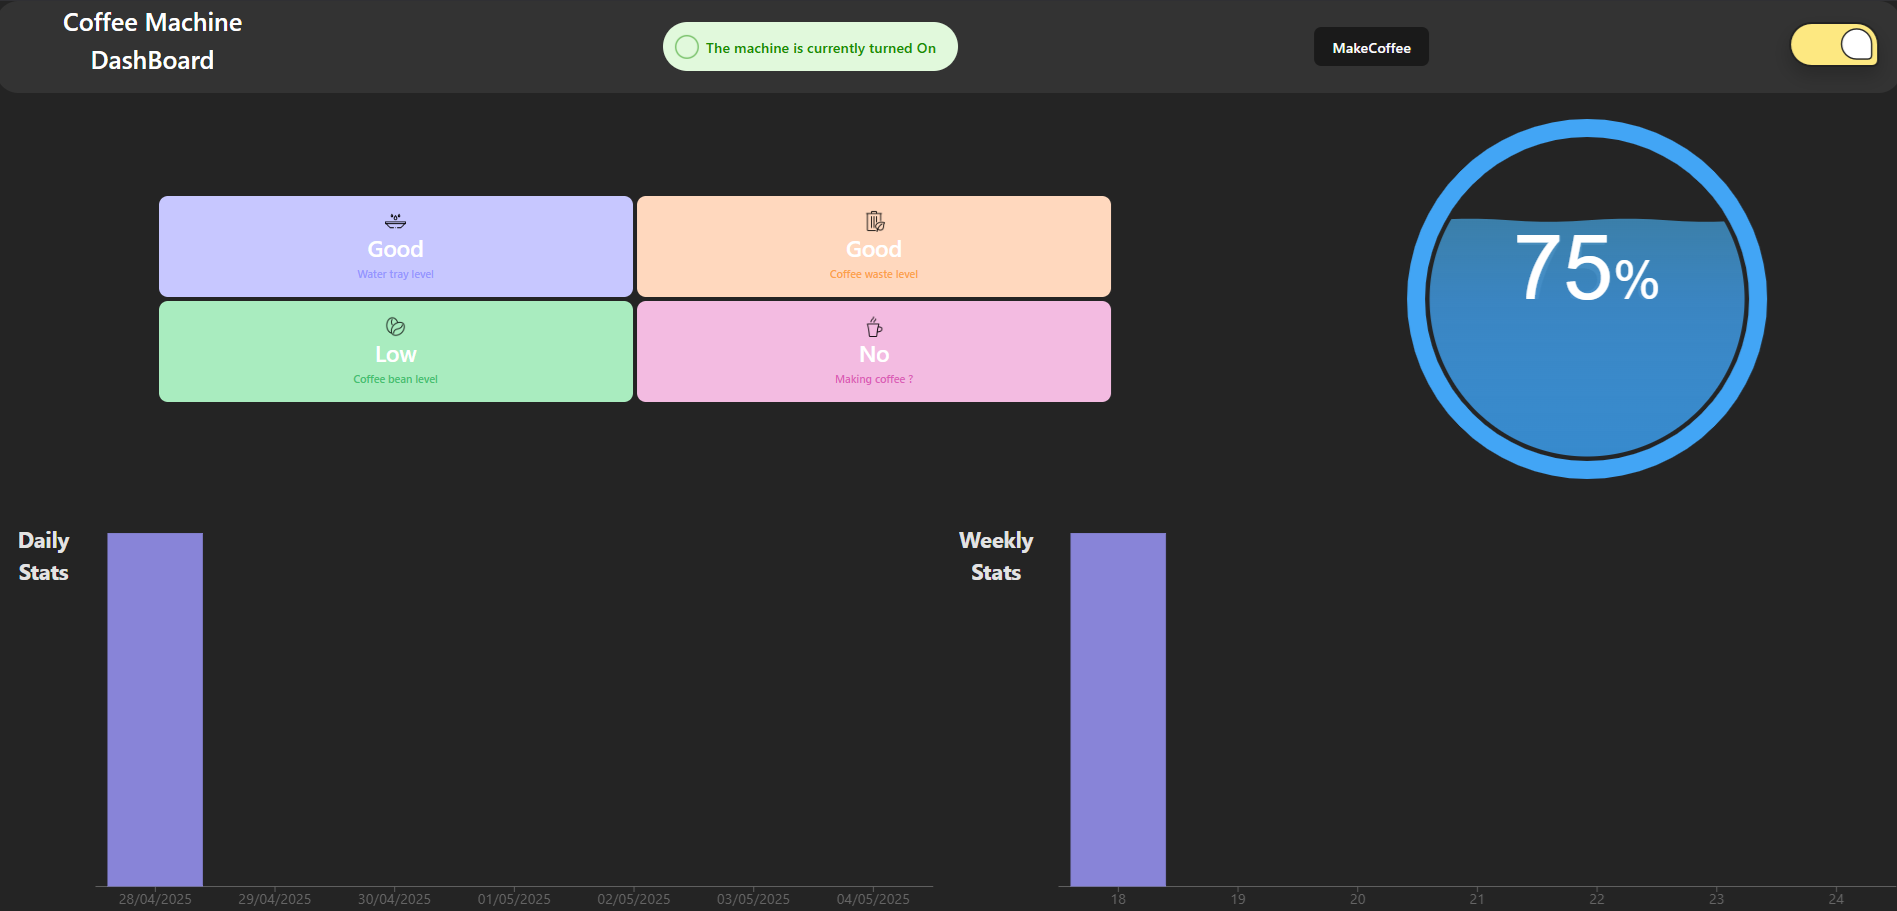 Coffee Machine
DashBoard
The machine is currently turned On
MakeCoffee
Good
Water tray level
Good
Coffee waste level
Low
Coffee bean level
No
Making coffee ?
75%
Daily
Stats
28/04/2025 29/04/2025 30/04/2025 01/05/2025 02/05/2025 03/05/2025 04/05/2025
Weekly
Stats
18 19 20 21 22 23 24